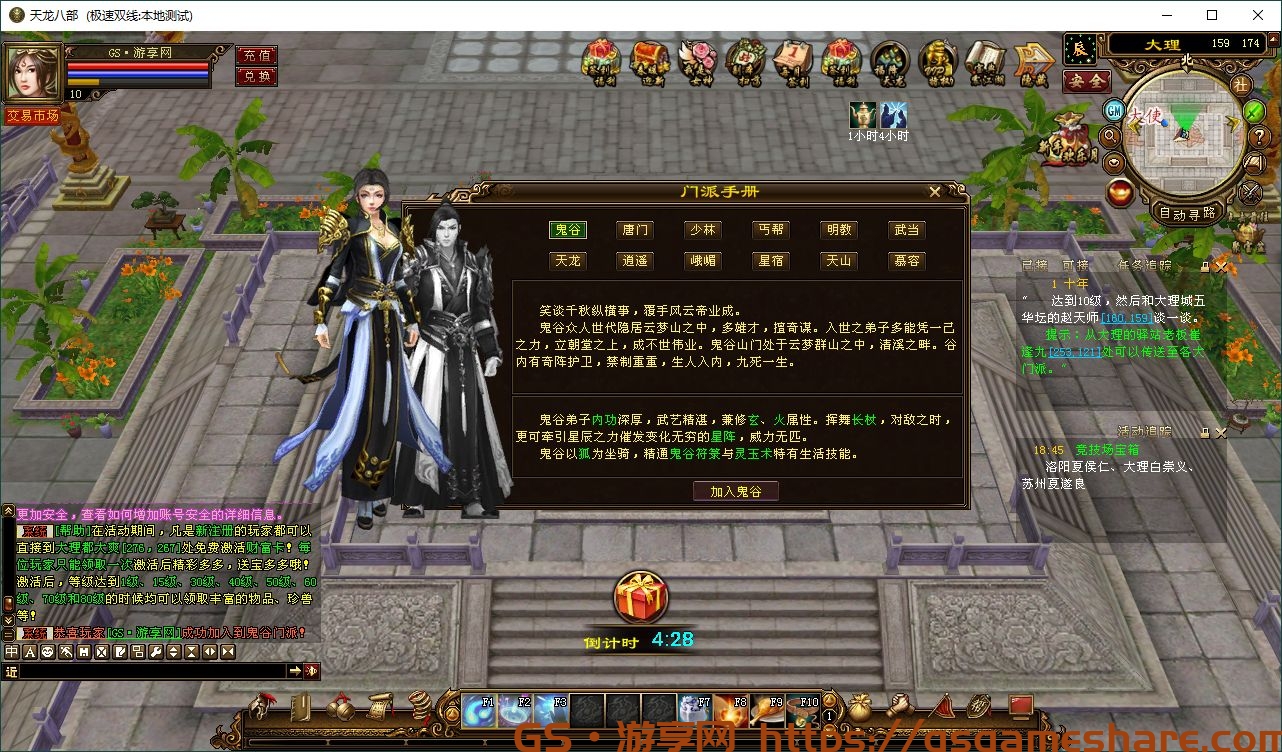 天龙八部 (极速双线:本地测试)
GS·游享网
充值
兑换
10
交易市场
大理 159 174
北
安全
社
GM
大使
自动寻路
1小时 4小时
门派手册
鬼谷 唐门 少林 丐帮 明教 武当
天龙 逍遥 峨嵋 星宿 天山 慕容
笑谈千秋纵横事，覆手风云帝业成。
鬼谷众人世代隐居云梦山之中，多雄才，擅奇谋。入世之弟子多能凭一己
之力，立朝堂之上，成不世伟业。鬼谷山门处于云梦群山之中，清溪之畔。谷
内有奇阵护卫，禁制重重，生人入内，九死一生。
鬼谷弟子内功深厚，武艺精湛，兼修玄、火属性。挥舞长杖，对敌之时，
更可牵引星辰之力催发变化无穷的星阵，威力无匹。
鬼谷以狐为坐骑，精通鬼谷符箓与灵玉术特有生活技能。
加入鬼谷
已接 可接 任务追踪
1 十年
“ 达到10级，然后和大理城五
华坛的赵天师[160,159]谈一谈。
提示：从大理的驿站老板崔
逢九[253,121]处可以传送至各大
门派。”
活动追踪
18:45 竞技场宝箱
洛阳夏侯仁、大理白崇义、
苏州夏遂良
更加安全，查看如何增加账号安全的详细信息。
系统 [帮助]在活动期间，凡是新注册的玩家都可以
直接到大理都大爽[276，267]处免费激活财富卡！每
位玩家只能领取一次激活后精彩多多，送宝多多哦！
激活后，等级达到1级、15级、30级、40级、50级、60
级、70级和80级的时候均可以领取丰富的物品、珍兽
等！
系统 恭喜玩家[GS·游享网]成功加入到鬼谷门派！
近
倒计时 4:28
F1 F2 F3 F7 F8 F9 F10
1
GS·游享网 https://gsgameshare.com